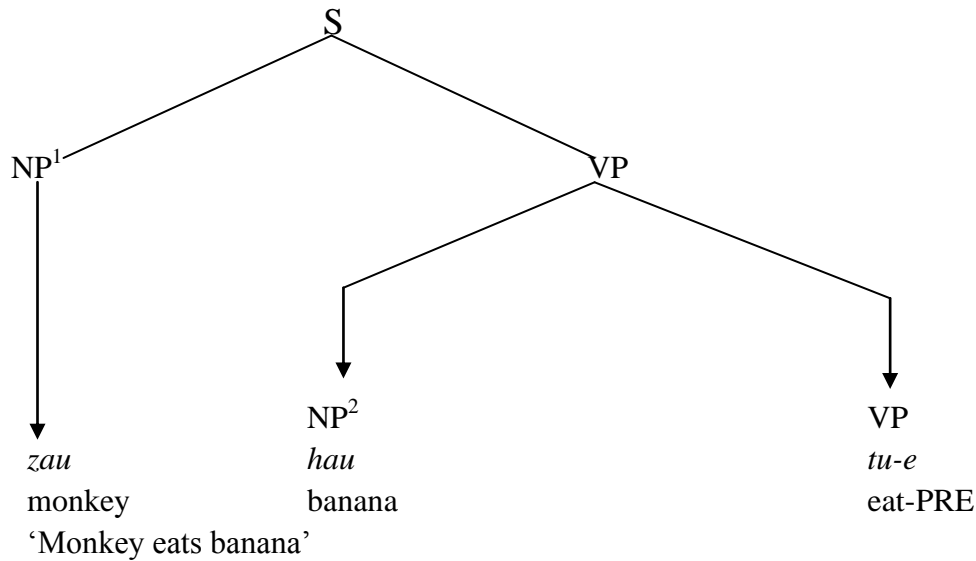 S
NP¹ VP
NP² VP
zau hau tu-e
monkey banana eat-PRE
‘Monkey eats banana’